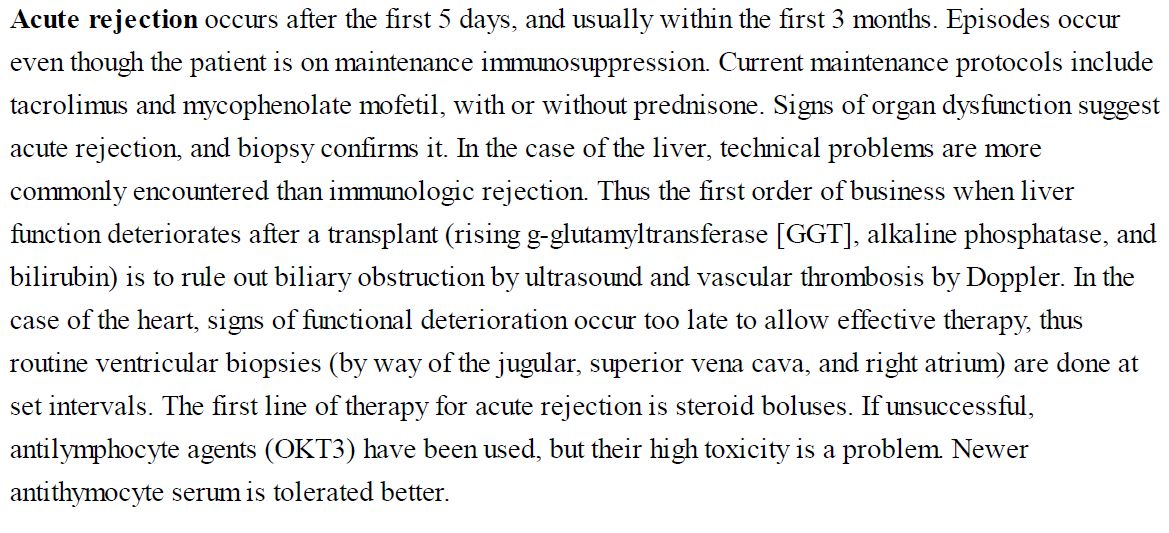 Acute rejection occurs after the first 5 days, and usually within the first 3 months. Episodes occur
even though the patient is on maintenance immunosuppression. Current maintenance protocols include
tacrolimus and mycophenolate mofetil, with or without prednisone. Signs of organ dysfunction suggest
acute rejection, and biopsy confirms it. In the case of the liver, technical problems are more
commonly encountered than immunologic rejection. Thus the first order of business when liver
function deteriorates after a transplant (rising g-glutamyltransferase [GGT], alkaline phosphatase, and
bilirubin) is to rule out biliary obstruction by ultrasound and vascular thrombosis by Doppler. In the
case of the heart, signs of functional deterioration occur too late to allow effective therapy, thus
routine ventricular biopsies (by way of the jugular, superior vena cava, and right atrium) are done at
set intervals. The first line of therapy for acute rejection is steroid boluses. If unsuccessful,
antilymphocyte agents (OKT3) have been used, but their high toxicity is a problem. Newer
antithymocyte serum is tolerated better.